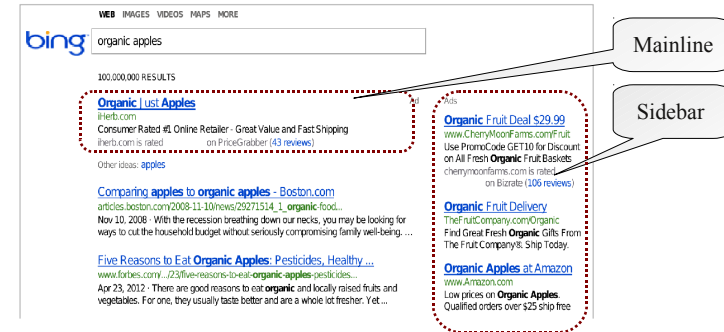 WEB IMAGES VIDEOS MAPS MORE
bing
organic apples
100,000,000 RESULTS
Organic Just Apples
iHerb.com
Consumer Rated #1 Online Retailer · Great Value and Fast Shipping
iherb.com is rated on PriceGrabber (43 reviews)
Ad
Other ideas: apples
Comparing apples to organic apples - Boston.com
articles.boston.com/2008-11-10/news/29271514_1_organic-food...
Nov 10, 2008 · With the recession breathing down our necks, you may be looking for
ways to cut the household budget without seriously compromising family well-being. ...
Five Reasons to Eat Organic Apples: Pesticides, Healthy ...
www.forbes.com/.../23/five-reasons-to-eat-organic-apples-pesticides...
Apr 23, 2012 · There are good reasons to eat organic and locally raised fruits and
vegetables. For one, they usually taste better and are a whole lot fresher. Yet ...
Ads
Organic Fruit Deal $29.99
www.CherryMoonFarms.com/Fruit
Use PromoCode GET10 for Discount
on All Fresh Organic Fruit Baskets
cherrymoonfarms.com is rated
on Bizrate (106 reviews)
Organic Fruit Delivery
TheFruitCompany.com/Organic
Find Great Fresh Organic Gifts From
The Fruit Company®. Ship Today.
Organic Apples at Amazon
www.Amazon.com
Low prices on Organic Apples.
Qualified orders over $25 ship free
Mainline
Sidebar